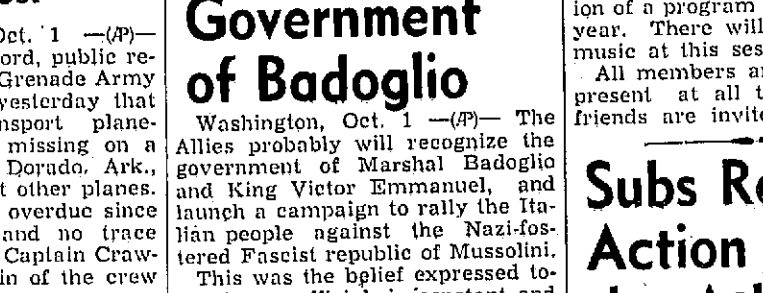 Oct. 1 —(AP)—
ord, public re-
Grenade Army
yesterday that
nsport plane-
missing on a
Dorado, Ark.,
t other planes.
overdue since
and no trace
Captain Craw-
in of the crew
Government
of Badoglio
Washington, Oct. 1 —(AP)— The
Allies probably will recognize the
government of Marshal Badoglio
and King Victor Emmanuel, and
launch a campaign to rally the Ita-
lian people against the Nazi-fos-
tered Fascist republic of Mussolini.
This was the belief expressed to-
ion of a program
year. There will
music at this ses
All members a
present at all t
friends are invite
Subs Re
Action